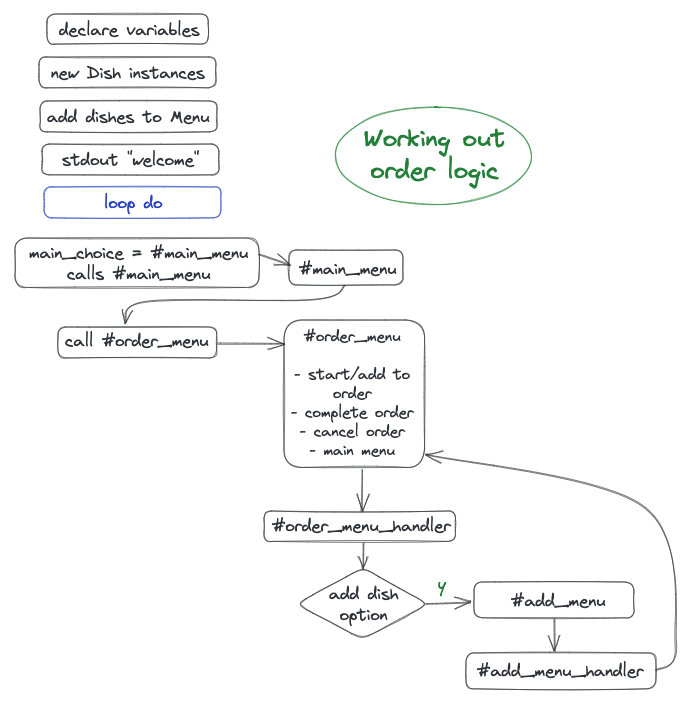 declare variables
new Dish instances
add dishes to Menu
stdout "welcome"
loop do
Working out
order logic
main_choice = #main_menu
calls #main_menu
#main_menu
call #order_menu
#order_menu
- start/add to
order
- complete order
- cancel order
- main menu
#order_menu_handler
add dish
option
y
#add_menu
#add_menu_handler